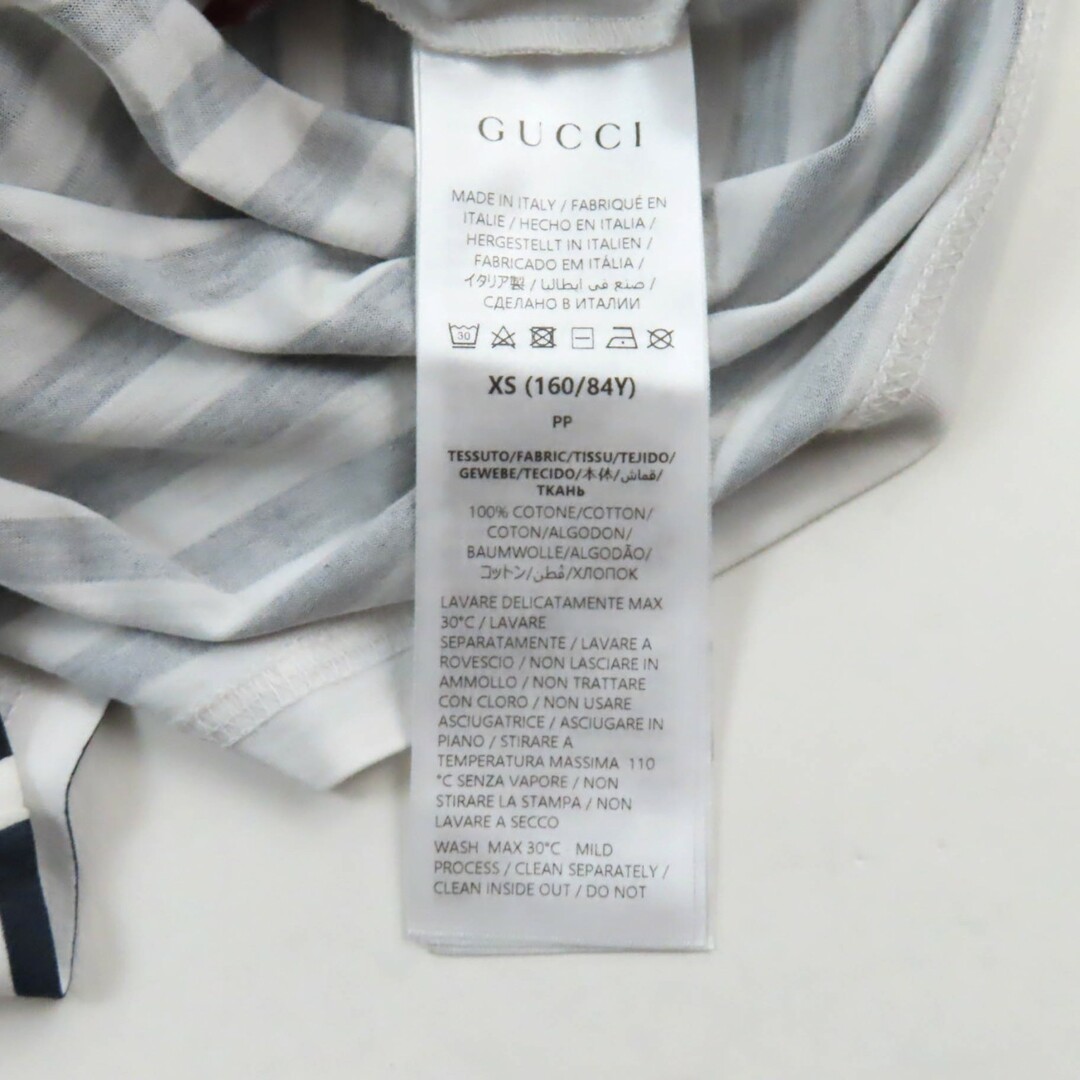 GUCCI
MADE IN ITALY / FABRIQUÉ EN
ITALIE / HECHO EN ITALIA /
HERGESTELLT IN ITALIEN /
FABRICADO EM ITÁLIA /
イタリア製 / صنع في ايطاليا /
СДЕЛАНО В ИТАЛИИ
30
XS (160/84Y)
PP
TESSUTO/FABRIC/TISSU/TEJIDO/
GEWEBE/TECIDO/本体/قماش/
ТКАНЬ
100% COTONE/COTTON/
COTON/ALGODON/
BAUMWOLLE/ALGODÃO/
コットン/قُطن/ХЛОПОК
LAVARE DELICATAMENTE MAX
30°C / LAVARE
SEPARATAMENTE / LAVARE A
ROVESCIO / NON LASCIARE IN
AMMOLLO / NON TRATTARE
CON CLORO / NON USARE
ASCIUGATRICE / ASCIUGARE IN
PIANO / STIRARE A
TEMPERATURA MASSIMA 110
°C SENZA VAPORE / NON
STIRARE LA STAMPA / NON
LAVARE A SECCO
WASH MAX 30°C MILD
PROCESS / CLEAN SEPARATELY /
CLEAN INSIDE OUT / DO NOT